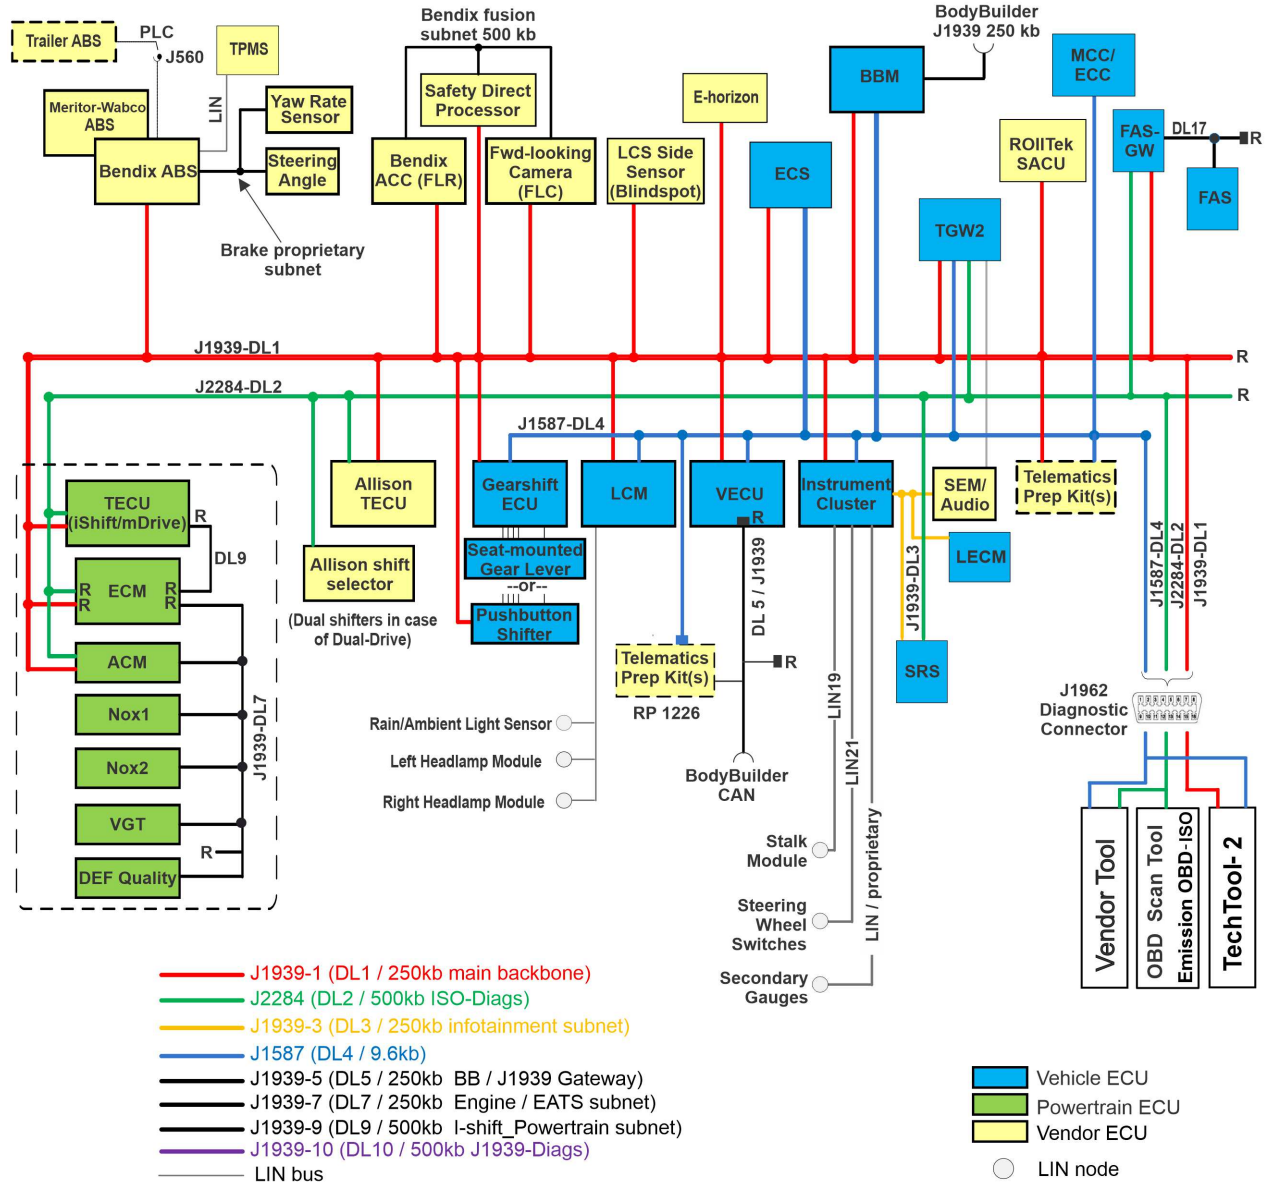 Trailer ABS
PLC
J560
TPMS
LIN
Meritor-Wabco
ABS
Bendix ABS
Yaw Rate
Sensor
Steering
Angle
Brake proprietary
subnet
Bendix fusion
subnet 500 kb
Safety Direct
Processor
Bendix
ACC (FLR)
Fwd-looking
Camera
(FLC)
LCS Side
Sensor
(Blindspot)
E-horizon
ECS
BBM
BodyBuilder
J1939 250 kb
MCC/
ECC
TGW2
ROllTek
SACU
FAS-
GW
DL17
R
FAS
J1939-DL1
R
J2284-DL2
R
J1587-DL4
TECU
(iShift/mDrive)
R
DL9
ECM
R
R
R
R
ACM
Nox1
Nox2
VGT
R
DEF Quality
J1939-DL7
Allison
TECU
Allison shift
selector
(Dual shifters in case
of Dual-Drive)
Gearshift
ECU
Seat-mounted
Gear Lever
--or--
Pushbutton
Shifter
LCM
VECU
R
DL 5 / J1939
R
Telematics
Prep Kit(s)
RP 1226
BodyBuilder
CAN
Rain/Ambient Light Sensor
Left Headlamp Module
Right Headlamp Module
Instrument
Cluster
SEM/
Audio
LECM
J1939-DL3
SRS
LIN19
LIN21
LIN / proprietary
Stalk
Module
Steering
Wheel
Switches
Secondary
Gauges
Telematics
Prep Kit(s)
J1587-DL4
J2284-DL2
J1939-DL1
J1962
Diagnostic
Connector
Vendor Tool
OBD Scan Tool
Emission OBD-ISO
TechTool- 2
J1939-1 (DL1 / 250kb main backbone)
J2284 (DL2 / 500kb ISO-Diags)
J1939-3 (DL3 / 250kb infotainment subnet)
J1587 (DL4 / 9.6kb)
J1939-5 (DL5 / 250kb BB / J1939 Gateway)
J1939-7 (DL7 / 250kb Engine / EATS subnet)
J1939-9 (DL9 / 500kb I-shift_Powertrain subnet)
J1939-10 (DL10 / 500kb J1939-Diags)
LIN bus
Vehicle ECU
Powertrain ECU
Vendor ECU
LIN node